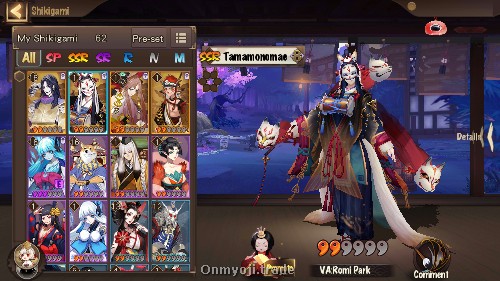 Shikigami
My Shikigami 62 Pre-set
All SP SSR SR R N M
SSR Tamamonomae
Details
999999
VA:Romi Park
Comment
Onmyoji.trade